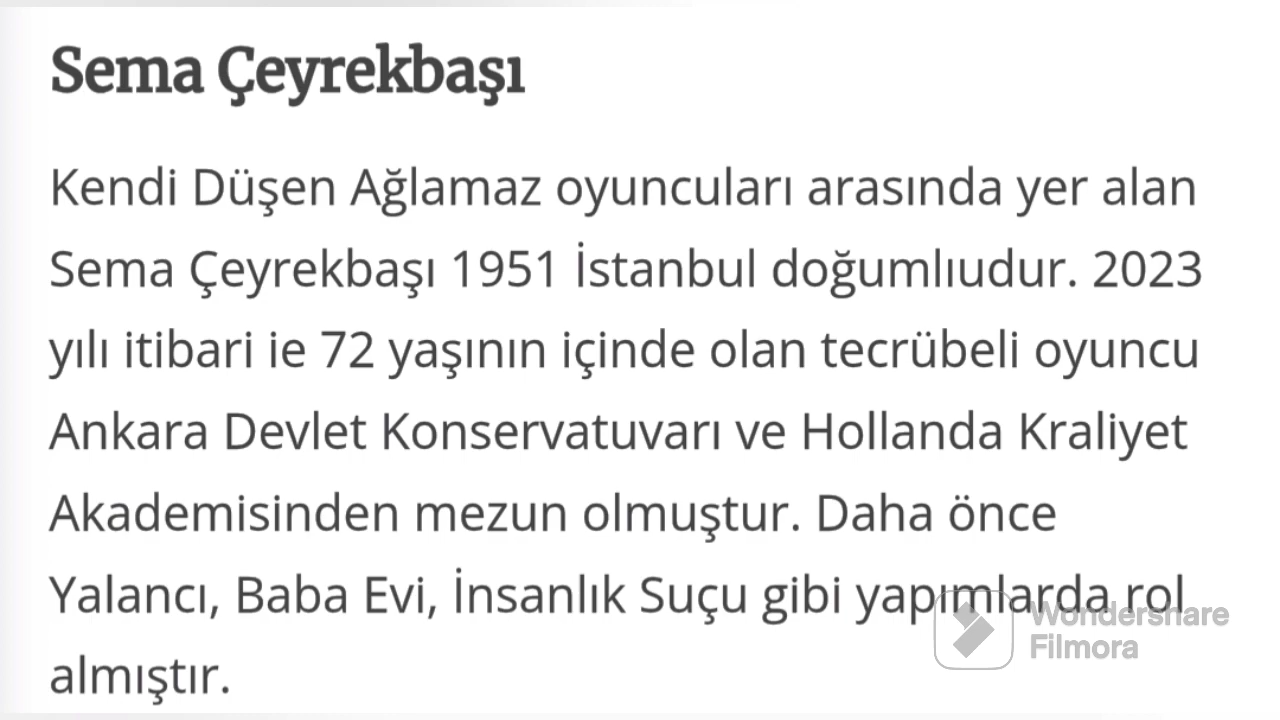 Sema Çeyrekbaşı
Kendi Düşen Ağlamaz oyuncuları arasında yer alan
Sema Çeyrekbaşı 1951 İstanbul doğumlıudur. 2023
yılı itibari ie 72 yaşının içinde olan tecrübeli oyuncu
Ankara Devlet Konservatuvarı ve Hollanda Kraliyet
Akademisinden mezun olmuştur. Daha önce
Yalancı, Baba Evi, İnsanlık Suçu gibi yapımlarda rol
almıştır.
Wondershare
Filmora